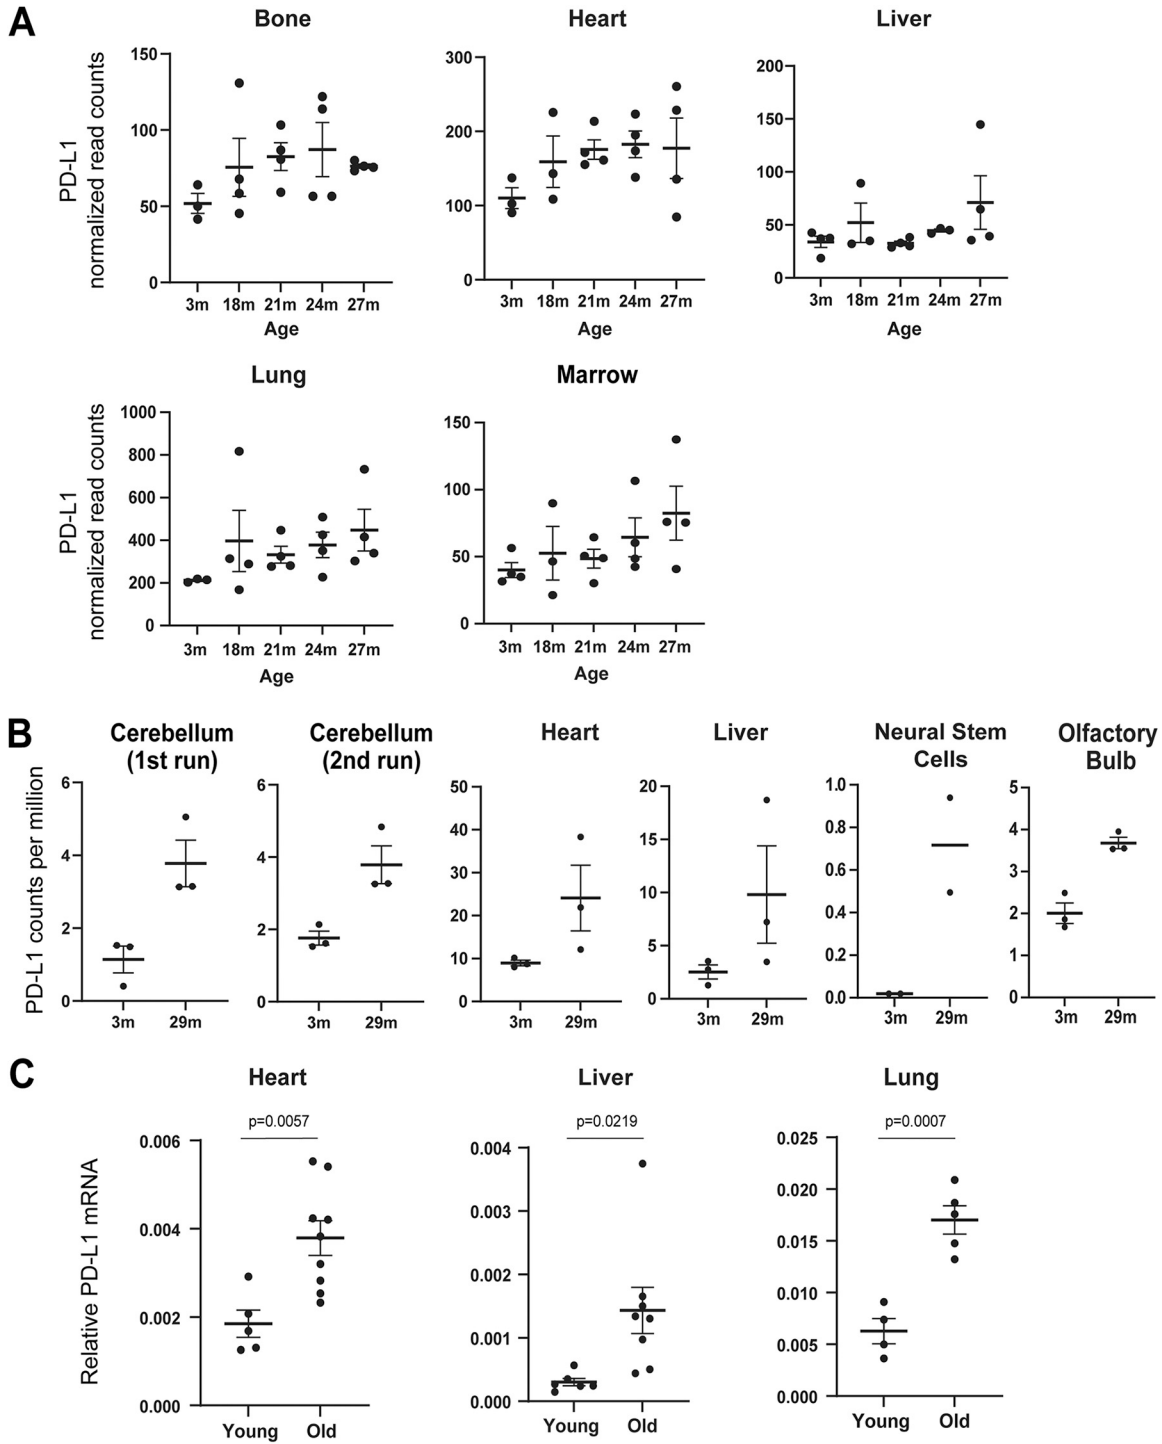 A
Bone
Heart
Liver
PD-L1
normalized read counts
150
100
50
0
3m 18m 21m 24m 27m
Age
300
200
100
0
3m 18m 21m 24m 27m
Age
200
150
100
50
0
3m 18m 21m 24m 27m
Age
Lung
Marrow
PD-L1
normalized read counts
1000
800
600
400
200
0
3m 18m 21m 24m 27m
Age
150
100
50
0
3m 18m 21m 24m 27m
Age
B
PD-L1 counts per million
Cerebellum
(1st run)
6
4
2
0
3m 29m
Cerebellum
(2nd run)
6
4
2
0
3m 29m
Heart
50
40
30
20
10
0
3m 29m
Liver
20
15
10
5
0
3m 29m
Neural Stem
Cells
1.0
0.8
0.6
0.4
0.2
0.0
3m 29m
Olfactory
Bulb
5
4
3
2
1
0
3m 29m
C
Relative PD-L1 mRNA
Heart
p=0.0057
0.006
0.004
0.002
0.000
Young Old
Liver
p=0.0219
0.004
0.003
0.002
0.001
0.000
Young Old
Lung
p=0.0007
0.025
0.020
0.015
0.010
0.005
0.000
Young Old